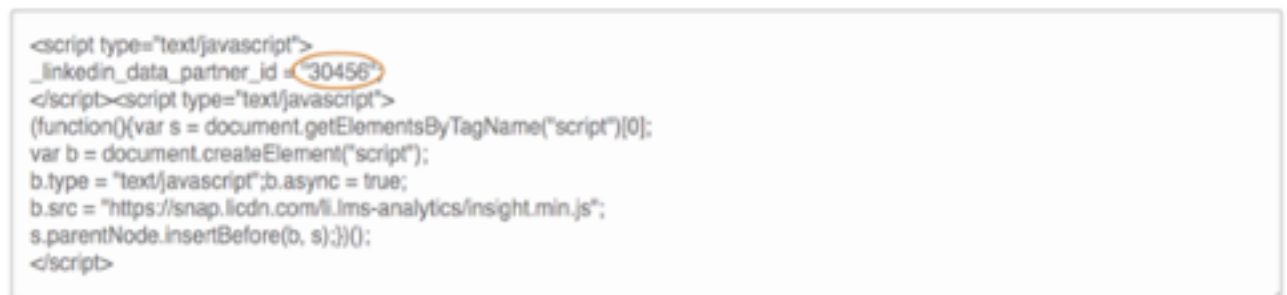 <script type="text/javascript">
_linkedin_data_partner_id = "30456";
</script><script type="text/javascript">
(function(){var s = document.getElementsByTagName("script")[0];
var b = document.createElement("script");
b.type = "text/javascript";b.async = true;
b.src = "https://snap.licdn.com/li.lms-analytics/insight.min.js";
s.parentNode.insertBefore(b, s);})();
</script>